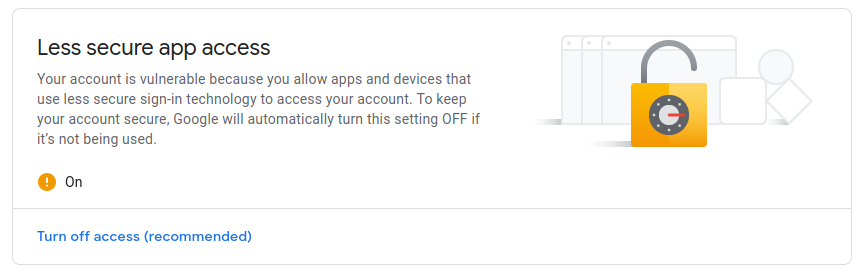 Less secure app access
Your account is vulnerable because you allow apps and devices that
use less secure sign-in technology to access your account. To keep
your account secure, Google will automatically turn this setting OFF if
it's not being used.
On
Turn off access (recommended)